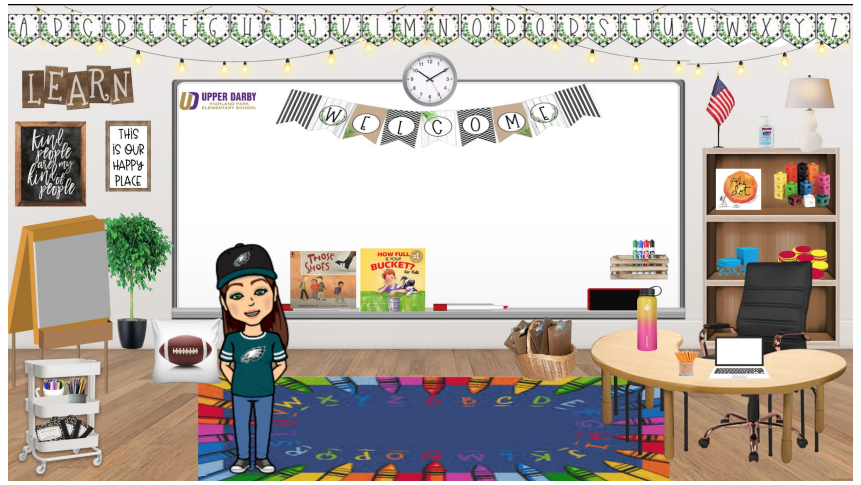 A B C D E F G H I J K L M N O P Q R S T U V W X Y Z
LEARN
UPPER DARBY
HIGHLAND PARK
ELEMENTARY SCHOOL
WELCOME
kind
people
are my
kind of
people
THIS
IS OUR
HAPPY
PLACE
the
dot
THOSE
SHOES
HOW FULL
IS YOUR
BUCKET?
For Kids
W X Y Z A B C D E